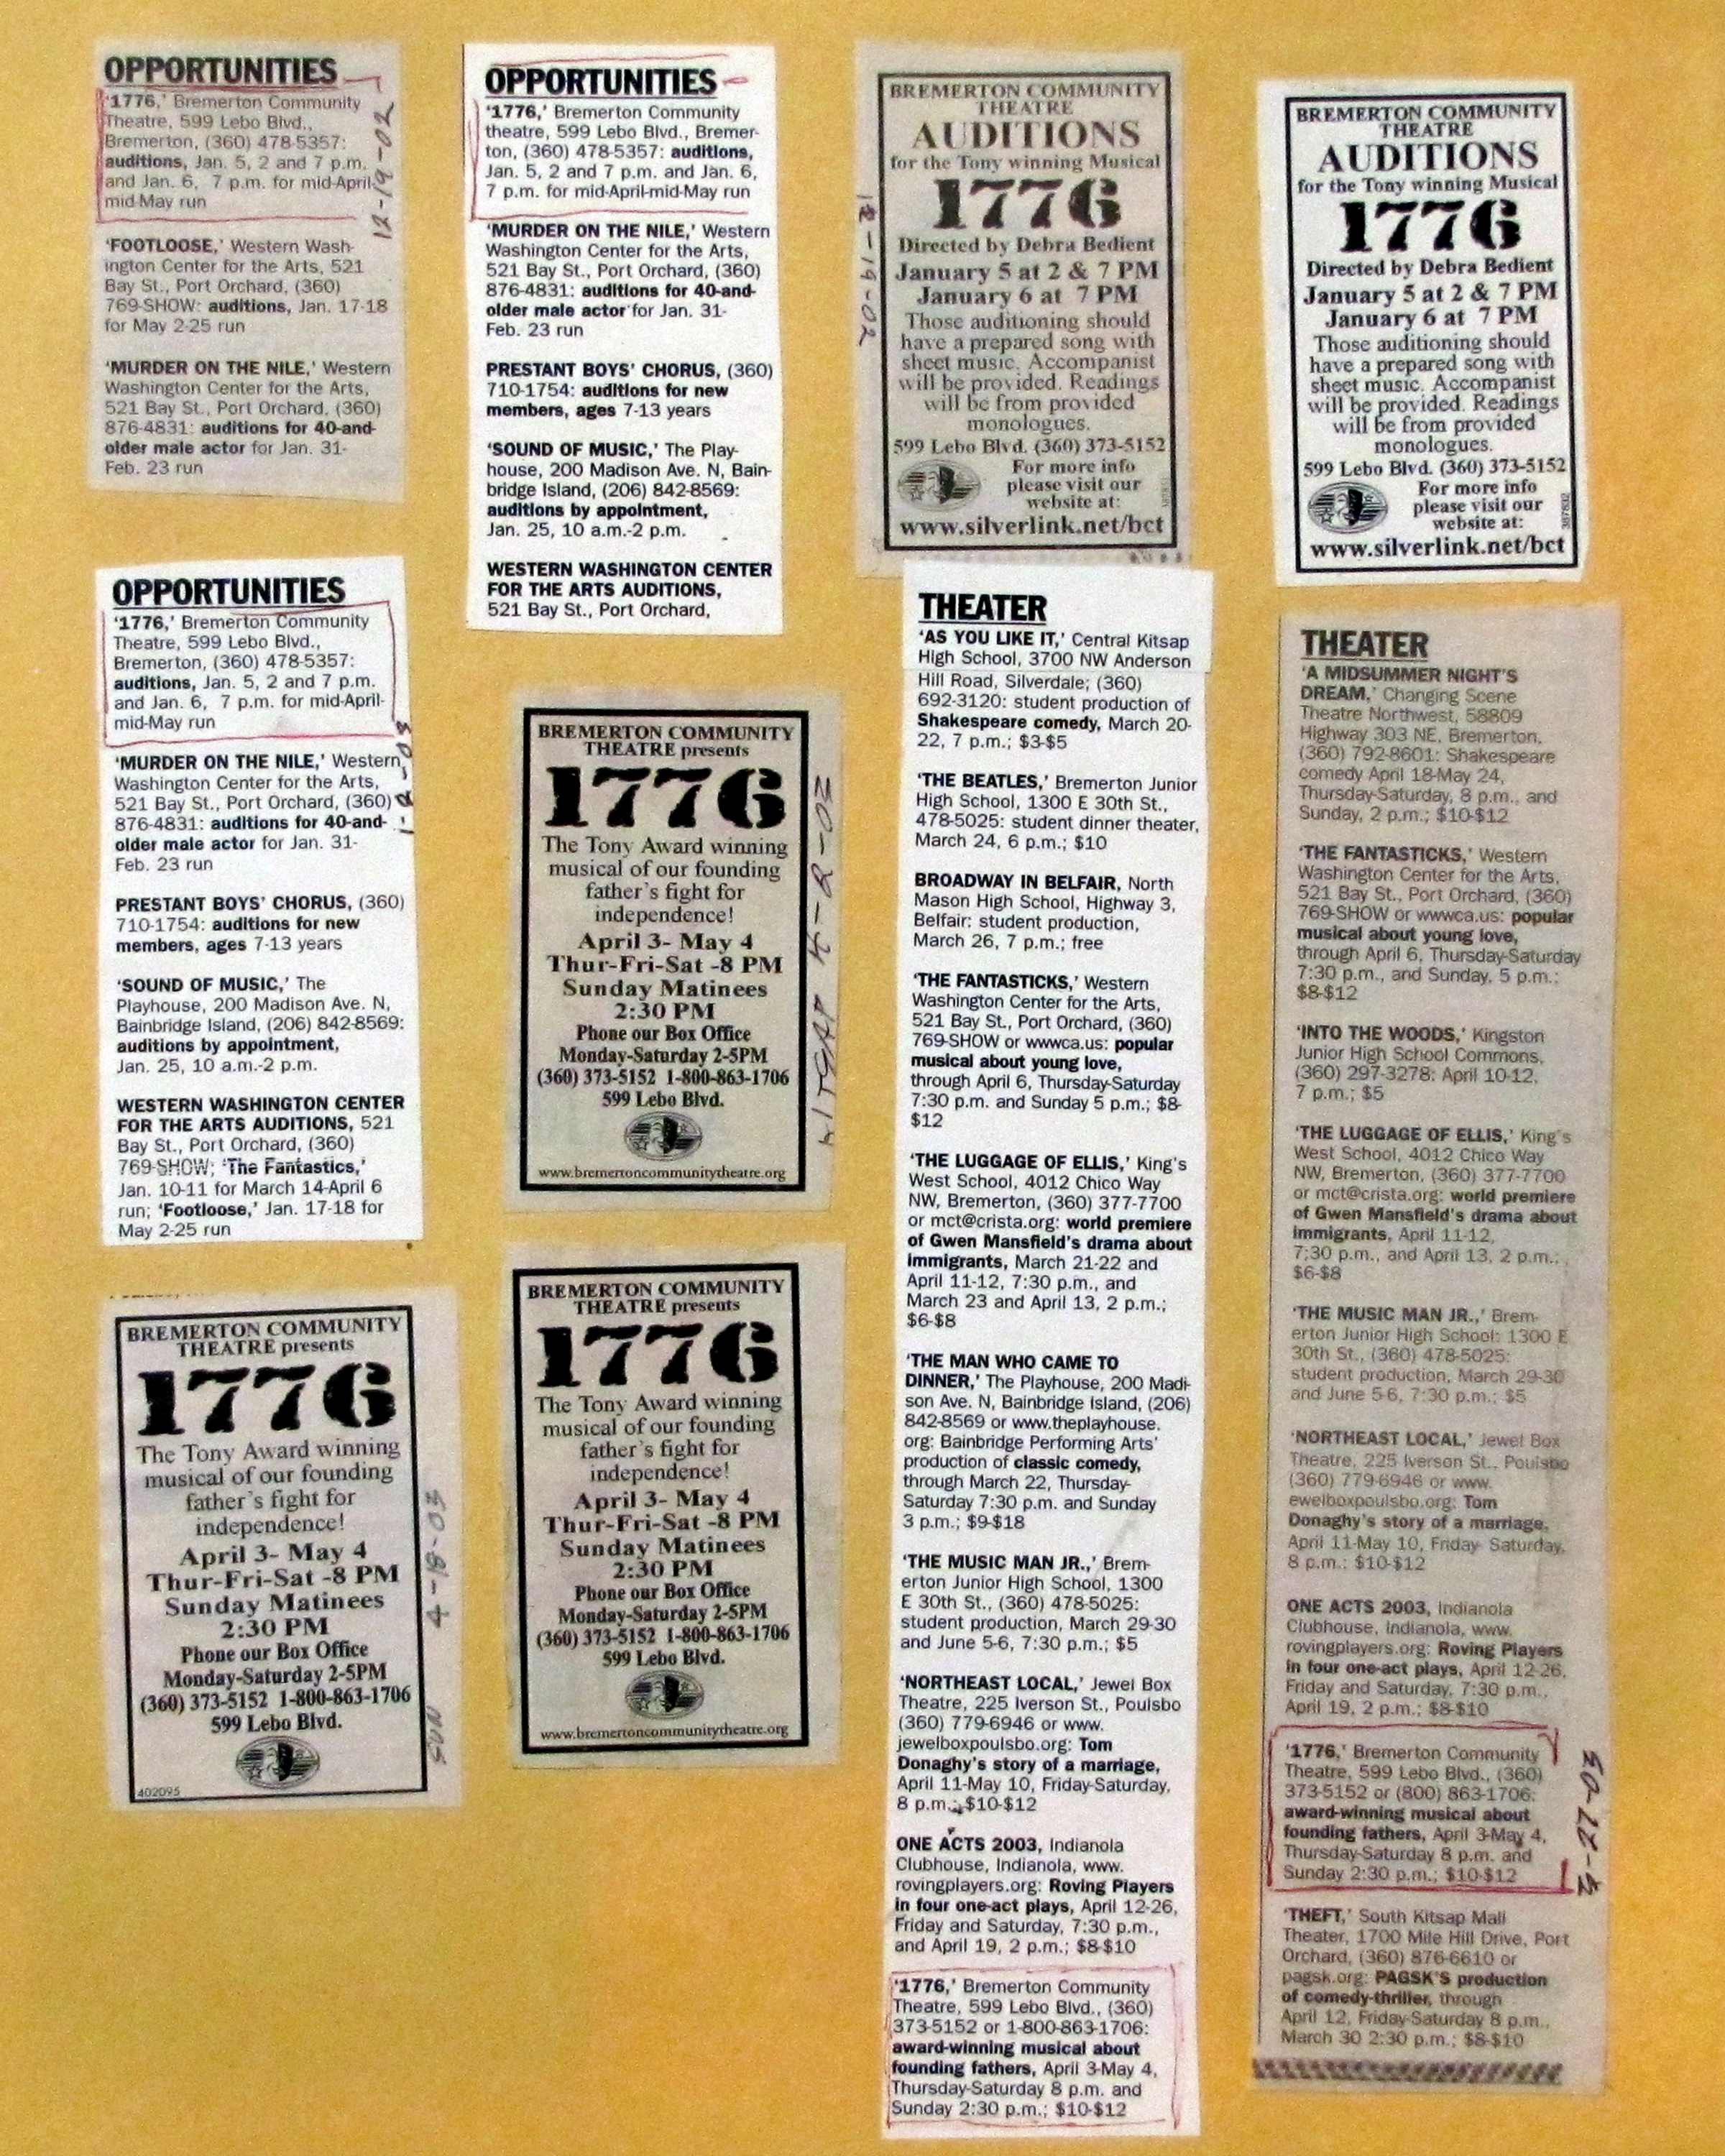 OPPORTUNITIES
'1776,' Bremerton Community
Theatre, 599 Lebo Blvd.,
Bremerton, (360) 478-5357:
auditions, Jan. 5, 2 and 7 p.m.
and Jan. 6, 7 p.m. for mid-April-
mid-May run
12-19-02
'FOOTLOOSE,' Western Wash-
ington Center for the Arts, 521
Bay St., Port Orchard, (360)
769-SHOW: auditions, Jan. 17-18
for May 2-25 run
'MURDER ON THE NILE,' Western
Washington Center for the Arts,
521 Bay St., Port Orchard, (360)
876-4831: auditions for 40-and-
older male actor for Jan. 31-
Feb. 23 run
OPPORTUNITIES
'1776,' Bremerton Community
Theatre, 599 Lebo Blvd.,
Bremerton, (360) 478-5357:
auditions, Jan. 5, 2 and 7 p.m.
and Jan. 6, 7 p.m. for mid-April-
mid-May run
'MURDER ON THE NILE,' Western
Washington Center for the Arts,
521 Bay St., Port Orchard, (360)
876-4831: auditions for 40-and-
older male actor for Jan. 31-
Feb. 23 run
PRESTANT BOYS' CHORUS, (360)
710-1754: auditions for new
members, ages 7-13 years
'SOUND OF MUSIC,' The
Playhouse, 200 Madison Ave. N,
Bainbridge Island, (206) 842-8569:
auditions by appointment,
Jan. 25, 10 a.m.-2 p.m.
WESTERN WASHINGTON CENTER
FOR THE ARTS AUDITIONS, 521
Bay St., Port Orchard, (360)
769-SHOW; 'The Fantastics,'
Jan. 10-11 for March 14-April 6
run; 'Footloose,' Jan. 17-18 for
May 2-25 run
BREMERTON COMMUNITY
THEATRE presents
1776
The Tony Award winning
musical of our founding
father's fight for
independence!
April 3- May 4
Thur-Fri-Sat -8 PM
Sunday Matinees
2:30 PM
Phone our Box Office
Monday-Saturday 2-5PM
(360) 373-5152 1-800-863-1706
599 Lebo Blvd.
402095
SUN 4-18-03
OPPORTUNITIES
'1776,' Bremerton Community
theatre, 599 Lebo Blvd., Bremer-
ton, (360) 478-5357: auditions,
Jan. 5, 2 and 7 p.m. and Jan. 6,
7 p.m. for mid-April-mid-May run
'MURDER ON THE NILE,' Western
Washington Center for the Arts,
521 Bay St., Port Orchard, (360)
876-4831: auditions for 40-and-
older male actor for Jan. 31-
Feb. 23 run
PRESTANT BOYS' CHORUS, (360)
710-1754: auditions for new
members, ages 7-13 years
'SOUND OF MUSIC,' The Play-
house, 200 Madison Ave. N, Bain-
bridge Island, (206) 842-8569:
auditions by appointment,
Jan. 25, 10 a.m.-2 p.m.
WESTERN WASHINGTON CENTER
FOR THE ARTS AUDITIONS,
521 Bay St., Port Orchard,
BREMERTON COMMUNITY
THEATRE presents
1776
The Tony Award winning
musical of our founding
father's fight for
independence!
April 3- May 4
Thur-Fri-Sat -8 PM
Sunday Matinees
2:30 PM
Phone our Box Office
Monday-Saturday 2-5PM
(360) 373-5152 1-800-863-1706
599 Lebo Blvd.
www.bremertoncommunitytheatre.org
KITSAP 4-8-03
BREMERTON COMMUNITY
THEATRE presents
1776
The Tony Award winning
musical of our founding
father's fight for
independence!
April 3- May 4
Thur-Fri-Sat -8 PM
Sunday Matinees
2:30 PM
Phone our Box Office
Monday-Saturday 2-5PM
(360) 373-5152 1-800-863-1706
599 Lebo Blvd.
www.bremertoncommunitytheatre.org
BREMERTON COMMUNITY
THEATRE
AUDITIONS
for the Tony winning Musical
1776
Directed by Debra Bedient
January 5 at 2 & 7 PM
January 6 at 7 PM
Those auditioning should
have a prepared song with
sheet music. Accompanist
will be provided. Readings
will be from provided
monologues.
599 Lebo Blvd. (360) 373-5152
For more info
please visit our
website at:
www.silverlink.net/bct
12-19-02
THEATER
'AS YOU LIKE IT,' Central Kitsap
High School, 3700 NW Anderson
Hill Road, Silverdale; (360)
692-3120: student production of
Shakespeare comedy, March 20-
22, 7 p.m.; $3-$5
'THE BEATLES,' Bremerton Junior
High School, 1300 E 30th St.,
478-5025: student dinner theater,
March 24, 6 p.m.; $10
BROADWAY IN BELFAIR, North
Mason High School, Highway 3,
Belfair: student production,
March 26, 7 p.m.; free
'THE FANTASTICKS,' Western
Washington Center for the Arts,
521 Bay St., Port Orchard, (360)
769-SHOW or wwwca.us: popular
musical about young love,
through April 6, Thursday-Saturday
7:30 p.m. and Sunday 5 p.m.; $8-
$12
'THE LUGGAGE OF ELLIS,' King's
West School, 4012 Chico Way
NW, Bremerton, (360) 377-7700
or mct@crista.org: world premiere
of Gwen Mansfield's drama about
immigrants, March 21-22 and
April 11-12, 7:30 p.m., and
March 23 and April 13, 2 p.m.;
$6-$8
'THE MAN WHO CAME TO
DINNER,' The Playhouse, 200 Madi-
son Ave. N, Bainbridge Island, (206)
842-8569 or www.theplayhouse.
org: Bainbridge Performing Arts'
production of classic comedy,
through March 22, Thursday-
Saturday 7:30 p.m. and Sunday
3 p.m.; $9-$18
'THE MUSIC MAN JR.,' Brem-
erton Junior High School, 1300
E 30th St., (360) 478-5025:
student production, March 29-30
and June 5-6, 7:30 p.m.; $5
'NORTHEAST LOCAL,' Jewel Box
Theatre, 225 Iverson St., Poulsbo
(360) 779-6946 or www.
jewelboxpoulsbo.org: Tom
Donaghy's story of a marriage,
April 11-May 10, Friday-Saturday,
8 p.m.; $10-$12
ONE ACTS 2003, Indianola
Clubhouse, Indianola, www.
rovingplayers.org: Roving Players
in four one-act plays, April 12-26,
Friday and Saturday, 7:30 p.m.,
and April 19, 2 p.m.; $8-$10
'1776,' Bremerton Community
Theatre, 599 Lebo Blvd., (360)
373-5152 or 1-800-863-1706:
award-winning musical about
founding fathers, April 3-May 4,
Thursday-Saturday 8 p.m. and
Sunday 2:30 p.m.; $10-$12
BREMERTON COMMUNITY
THEATRE
AUDITIONS
for the Tony winning Musical
1776
Directed by Debra Bedient
January 5 at 2 & 7 PM
January 6 at 7 PM
Those auditioning should
have a prepared song with
sheet music. Accompanist
will be provided. Readings
will be from provided
monologues.
599 Lebo Blvd. (360) 373-5152
For more info
please visit our
website at:
www.silverlink.net/bct
THEATER
'A MIDSUMMER NIGHT'S
DREAM,' Changing Scene
Theatre Northwest, 58809
Highway 303 NE, Bremerton,
(360) 792-8601: Shakespeare
comedy April 18-May 24,
Thursday-Saturday, 8 p.m., and
Sunday, 2 p.m.; $10-$12
'THE FANTASTICKS,' Western
Washington Center for the Arts,
521 Bay St., Port Orchard, (360)
769-SHOW or wwwca.us: popular
musical about young love,
through April 6, Thursday-Saturday
7:30 p.m., and Sunday, 5 p.m.;
$8-$12
'INTO THE WOODS,' Kingston
Junior High School Commons,
(360) 297-3278: April 10-12,
7 p.m.; $5
'THE LUGGAGE OF ELLIS,' King's
West School, 4012 Chico Way
NW, Bremerton, (360) 377-7700
or mct@crista.org: world premiere
of Gwen Mansfield's drama about
immigrants, April 11-12,
7:30 p.m., and April 13, 2 p.m.;
$6-$8
'THE MUSIC MAN JR.,' Brem-
erton Junior High School: 1300 E
30th St., (360) 478-5025:
student production, March 29-30
and June 5-6, 7:30 p.m.; $5
'NORTHEAST LOCAL,' Jewel Box
Theatre, 225 Iverson St., Poulsbo
(360) 779-6946 or www.
ewelboxpoulsbo.org: Tom
Donaghy's story of a marriage,
April 11-May 10, Friday- Saturday,
8 p.m.; $10-$12
ONE ACTS 2003, Indianola
Clubhouse, Indianola, www.
rovingplayers.org: Roving Players
in four one-act plays, April 12-26,
Friday and Saturday, 7:30 p.m.,
April 19, 2 p.m.; $8-$10
'1776,' Bremerton Community
Theatre, 599 Lebo Blvd., (360)
373-5152 or (800) 863-1706:
award-winning musical about
founding fathers, April 3-May 4,
Thursday-Saturday 8 p.m. and
Sunday 2:30 p.m.; $10-$12
'THEFT,' South Kitsap Mall
Theater, 1700 Mile Hill Drive, Port
Orchard, (360) 876-6610 or
pagsk.org: PAGSK'S production
of comedy-thriller, through
April 12, Friday-Saturday 8 p.m.,
March 30 2:30 p.m.; $8-$10